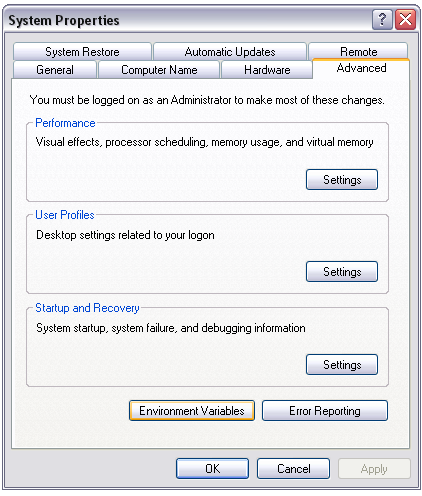 System Properties
System Restore Automatic Updates Remote
General Computer Name Hardware Advanced
You must be logged on as an Administrator to make most of these changes.
Performance
Visual effects, processor scheduling, memory usage, and virtual memory
Settings
User Profiles
Desktop settings related to your logon
Settings
Startup and Recovery
System startup, system failure, and debugging information
Settings
Environment Variables Error Reporting
OK Cancel Apply